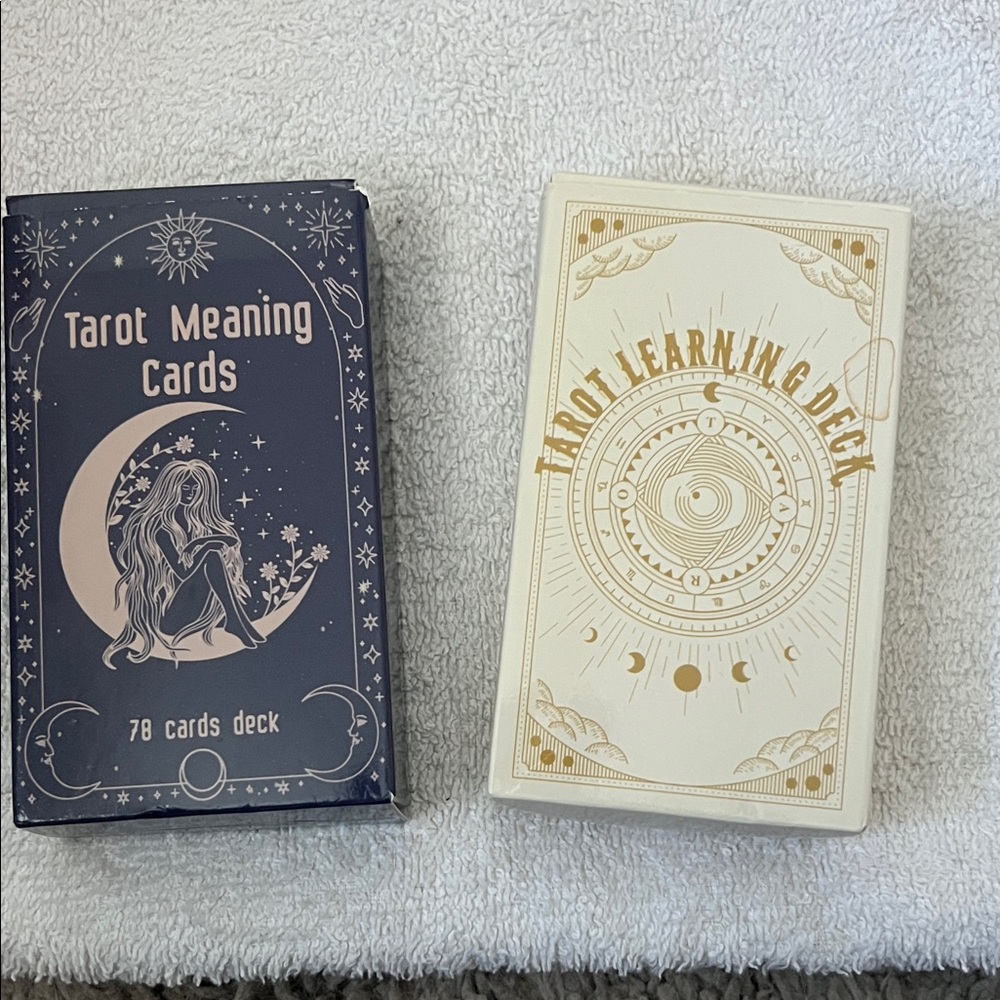 Tarot Meaning
Cards
78 cards deck
TAROT LEARNING DECK
T
A
R
O